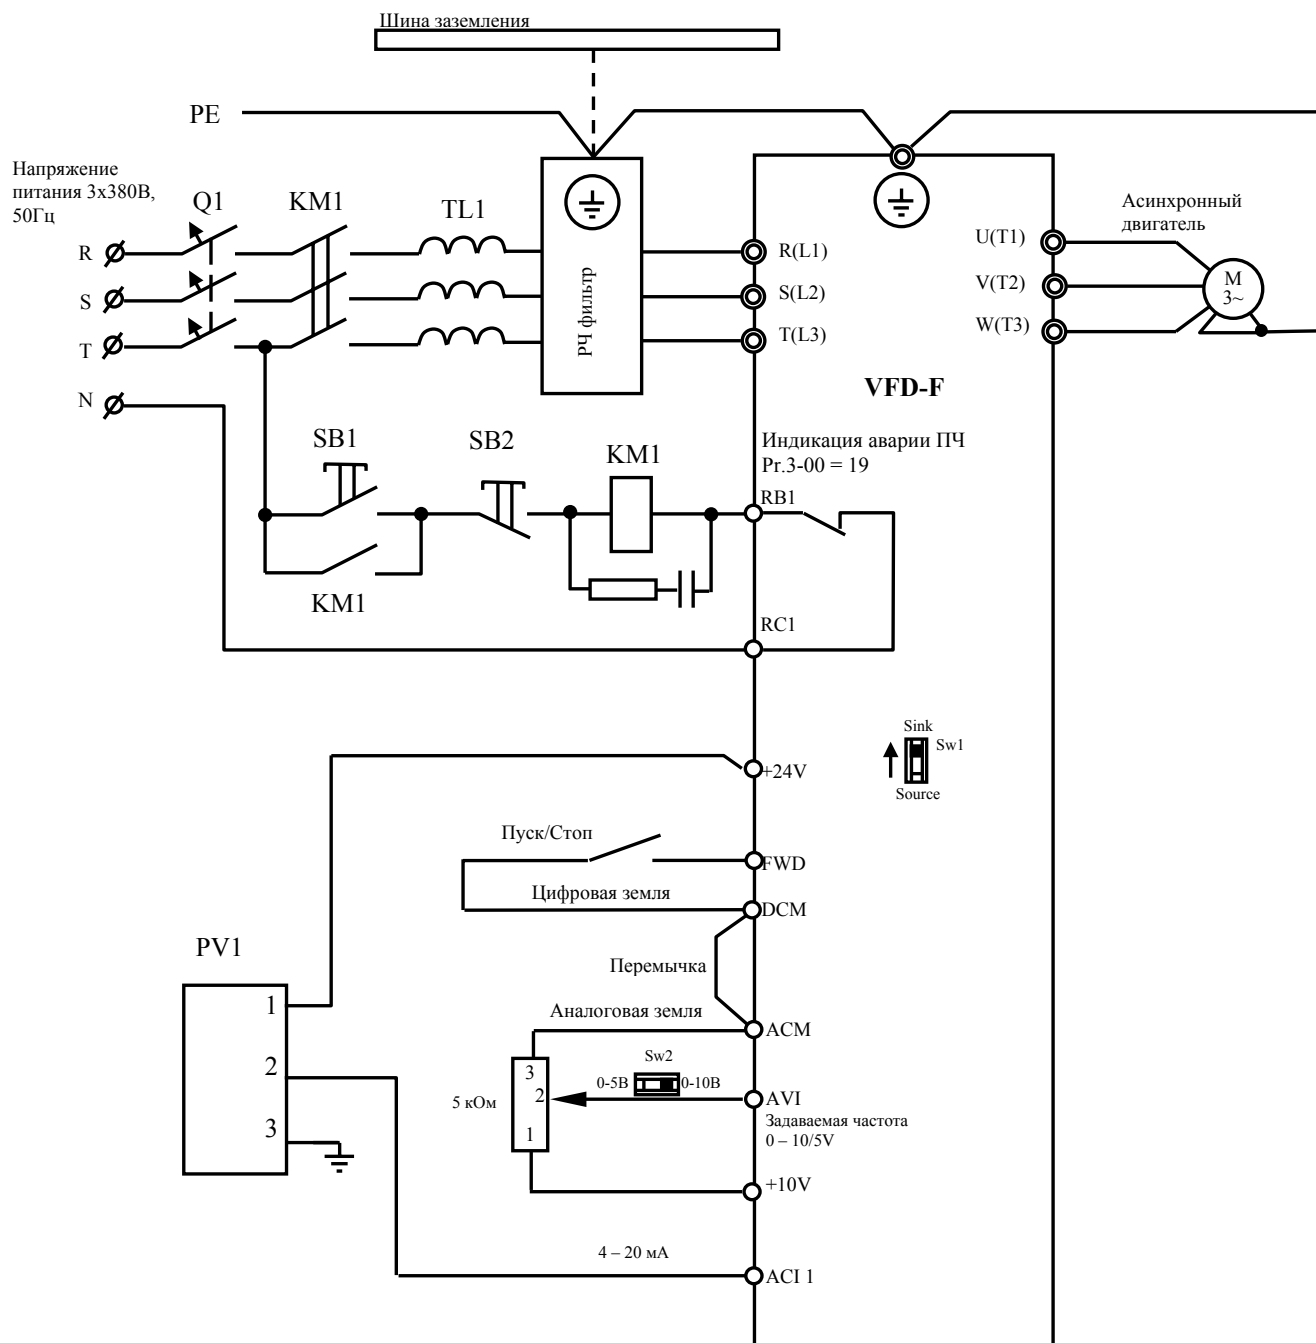 Шина заземления
PE
Напряжение
питания 3х380В,
50Гц
Q1
KM1
TL1
R
S
T
N
РЧ фильтр
R(L1)
S(L2)
T(L3)
U(T1)
V(T2)
W(T3)
Асинхронный
двигатель
М
3~
VFD-F
SB1
SB2
KM1
KM1
Индикация аварии ПЧ
Pr.3-00 = 19
RB1
RC1
Sink
Sw1
Source
+24V
Пуск/Стоп
FWD
Цифровая земля
DCM
Перемычка
Аналоговая земля
ACM
PV1
1
2
3
Sw2
0-5В
0-10В
5 кОм
3
2
1
AVI
Задаваемая частота
0 – 10/5V
+10V
4 – 20 мА
ACI 1